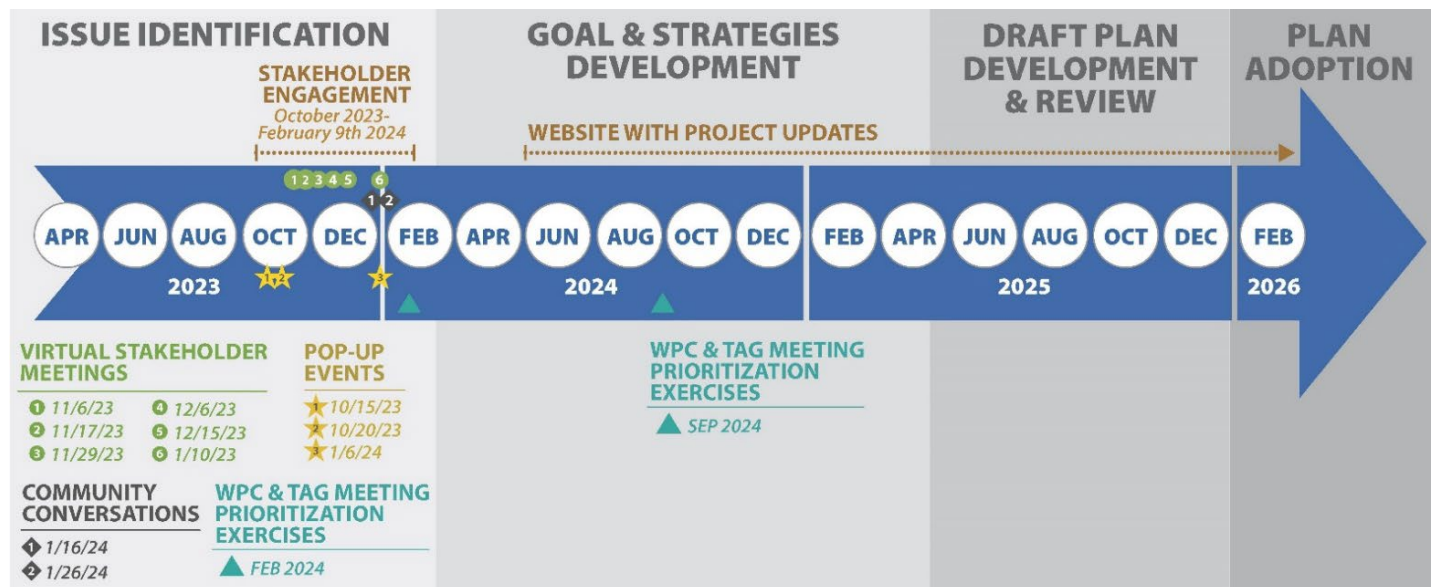 ISSUE IDENTIFICATION
GOAL & STRATEGIES
DEVELOPMENT
DRAFT PLAN
DEVELOPMENT
& REVIEW
PLAN
ADOPTION
STAKEHOLDER
ENGAGEMENT
October 2023-
February 9th 2024
WEBSITE WITH PROJECT UPDATES
1 2 3 4 5 6
1 2
APR JUN AUG OCT DEC FEB APR JUN AUG OCT DEC FEB APR JUN AUG OCT DEC FEB
1 2 3
2023 2024 2025 2026
VIRTUAL STAKEHOLDER
MEETINGS
1 11/6/23
2 11/17/23
3 11/29/23
4 12/6/23
5 12/15/23
6 1/10/23
POP-UP
EVENTS
1 10/15/23
2 10/20/23
3 1/6/24
WPC & TAG MEETING
PRIORITIZATION
EXERCISES
SEP 2024
COMMUNITY
CONVERSATIONS
1 1/16/24
2 1/26/24
WPC & TAG MEETING
PRIORITIZATION
EXERCISES
FEB 2024